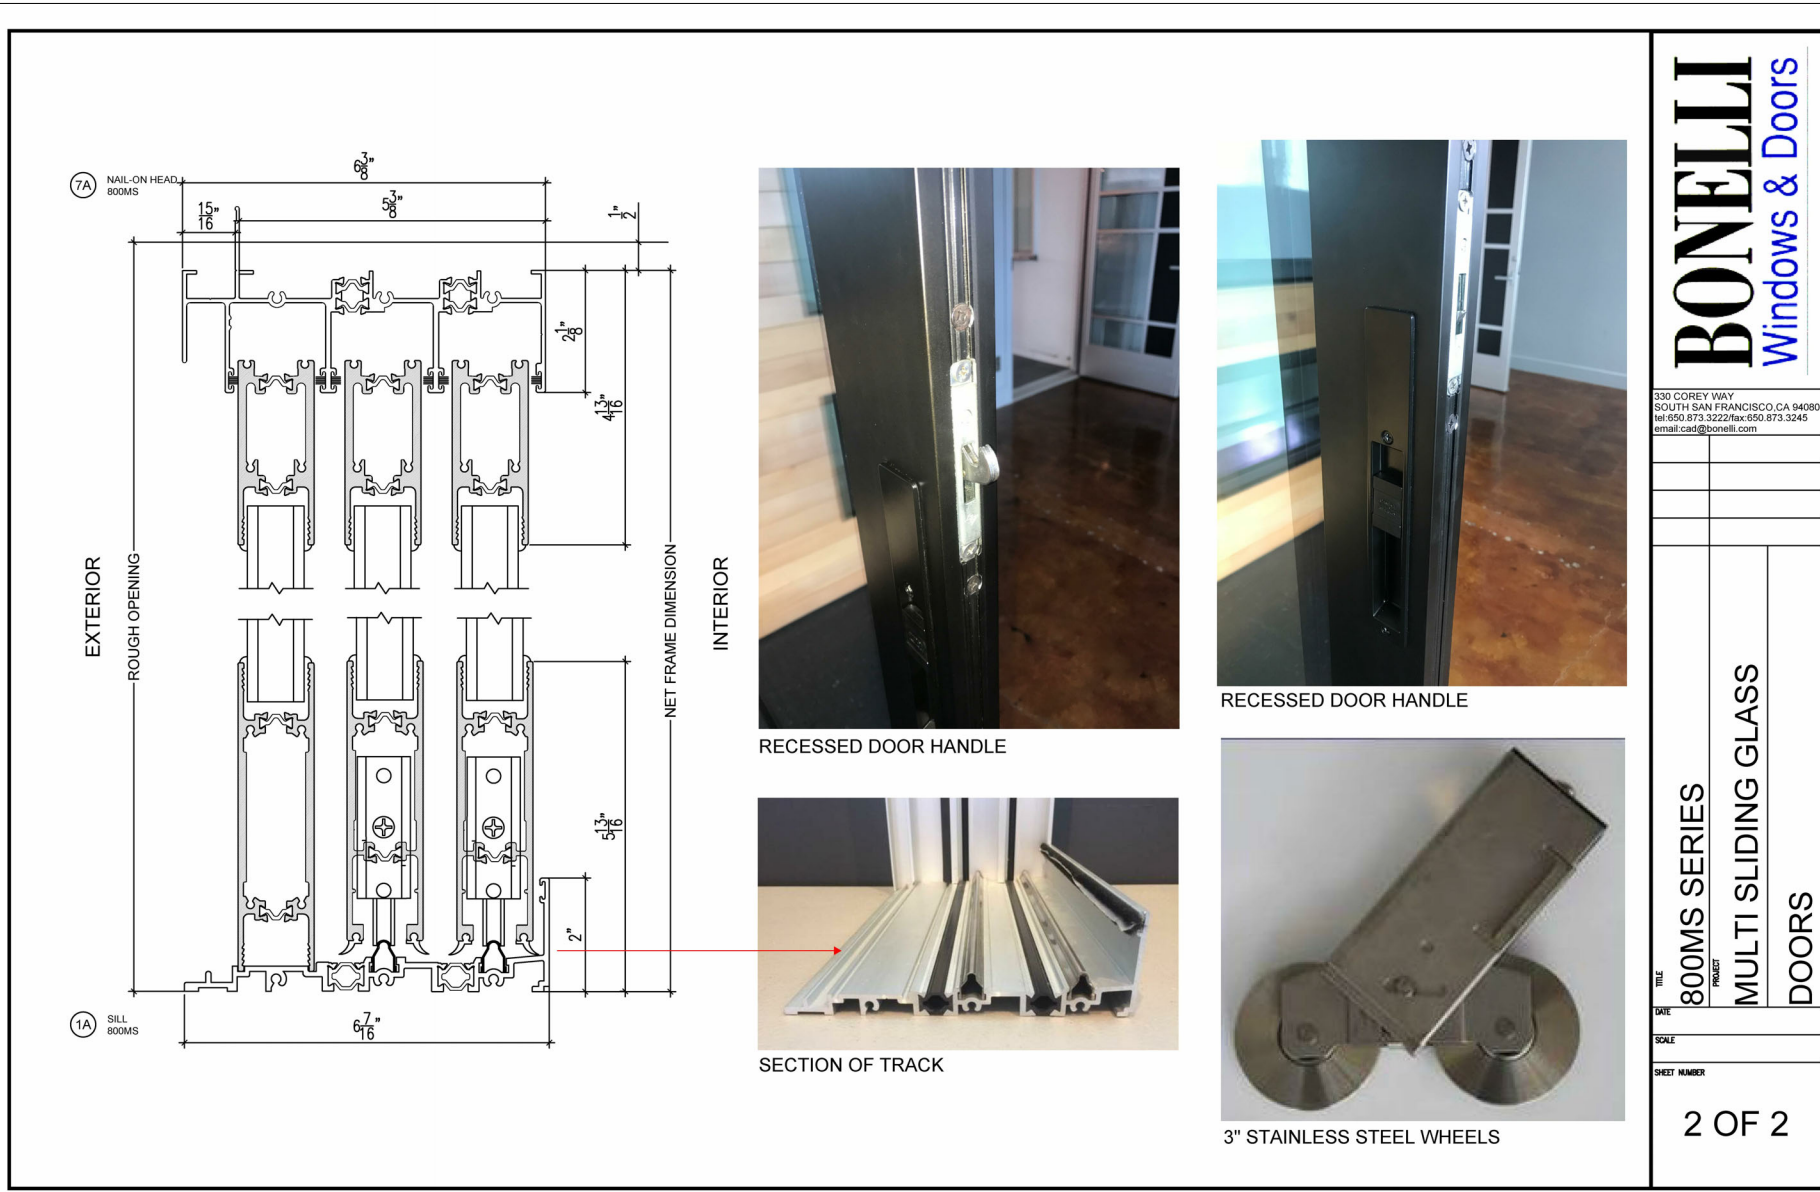 7A
NAIL-ON HEAD
800MS
6 3/8"
5 3/8"
15/16"
1/2"
2 1/8"
4 13/16"
EXTERIOR
ROUGH OPENING
NET FRAME DIMENSION
INTERIOR
5 13/16"
2"
1A
SILL
800MS
6 7/16"
RECESSED DOOR HANDLE
RECESSED DOOR HANDLE
SECTION OF TRACK
3" STAINLESS STEEL WHEELS
BONELLI
Windows & Doors
330 COREY WAY
SOUTH SAN FRANCISCO,CA 94080
tel:650.873.3222/fax:650.873.3245
email:cad@bonelli.com
TITLE
800MS SERIES
PROJECT
MULTI SLIDING GLASS
DOORS
DATE
SCALE
SHEET NUMBER
2 OF 2